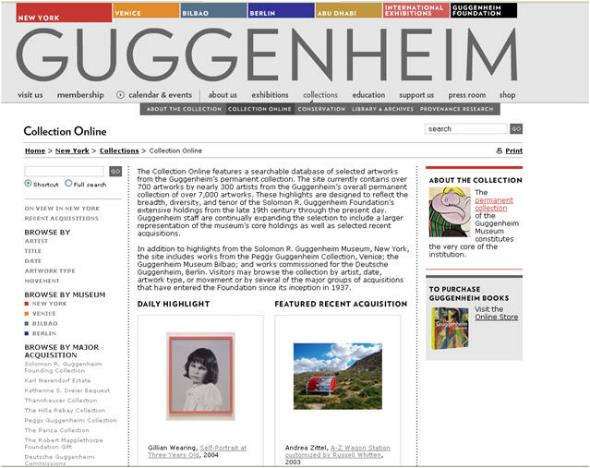 NEW YORK VENICE BILBAO BERLIN ABU DHABI INTERNATIONAL EXHIBITIONS GUGGENHEIM FOUNDATION
GUGGENHEIM
visit us membership calendar & events about us exhibitions collections education support us press room shop
ABOUT THE COLLECTION COLLECTION ONLINE CONSERVATION LIBRARY & ARCHIVES PROVENANCE RESEARCH
Collection Online
search GO
Home > New York > Collections > Collection Online
Print
GO
Shortcut Full search
ON VIEW IN NEW YORK
RECENT ACQUISITIONS
BROWSE BY
ARTIST
TITLE
DATE
ARTWORK TYPE
MOVEMENT
BROWSE BY MUSEUM
NEW YORK
VENICE
BILBAO
BERLIN
BROWSE BY MAJOR
ACQUISITION
Solomon R. Guggenheim
Founding Collection
Karl Nierendorf Estate
Katherine S. Dreier Bequest
Thannhauser Collection
The Hilla Rebay Collection
Peggy Guggenheim Collection
The Panza Collection
The Robert Mapplethorpe
Foundation Gift
Deutsche Guggenheim
Commissions
The Collection Online features a searchable database of selected artworks
from the Guggenheim's permanent collection. The site currently contains over
700 artworks by nearly 300 artists from the Guggenheim's overall permanent
collection of over 7,000 artworks. These highlights are designed to reflect the
breadth, diversity, and tenor of the Solomon R. Guggenheim Foundation's
extensive holdings from the late 19th century through the present day.
Guggenheim staff are continually expanding the selection to include a larger
representation of the museum's core holdings as well as selected recent
acquisitions.
In addition to highlights from the Solomon R. Guggenheim Museum, New York,
the site includes works from the Peggy Guggenheim Collection, Venice; the
Guggenheim Museum Bilbao; and works commissioned for the Deutsche
Guggenheim, Berlin. Visitors may browse the collection by artist, date,
artwork type, or movement or by several of the major groups of acquisitions
that have entered the Foundation since its inception in 1937.
DAILY HIGHLIGHT
Gillian Wearing, Self-Portrait at
Three Years Old, 2004
FEATURED RECENT ACQUISITION
Andrea Zittel, A-Z Wagon Station
customized by Russell Whitten,
2003
ABOUT THE COLLECTION
The
permanent
collection
of the
Guggenheim
Museum
constitutes
the very core of the
institution.
TO PURCHASE
GUGGENHEIM BOOKS
Visit the
Online Store
Guggenheim